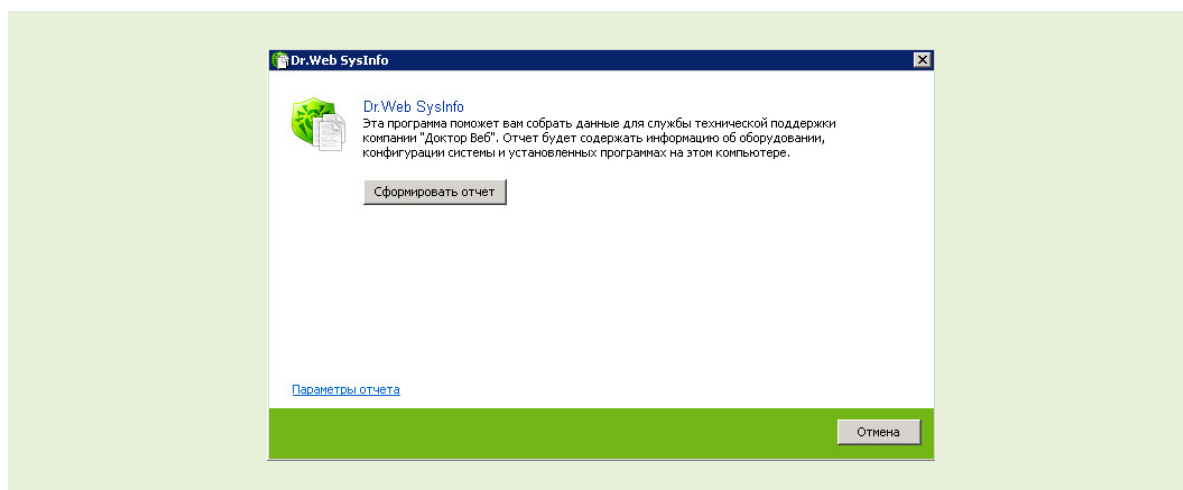 Dr.Web SysInfo
Dr.Web SysInfo
Эта программа поможет вам собрать данные для службы технической поддержки
компании "Доктор Веб". Отчет будет содержать информацию об оборудовании,
конфигурации системы и установленных программах на этом компьютере.
Сформировать отчет
Параметры отчета
Отмена